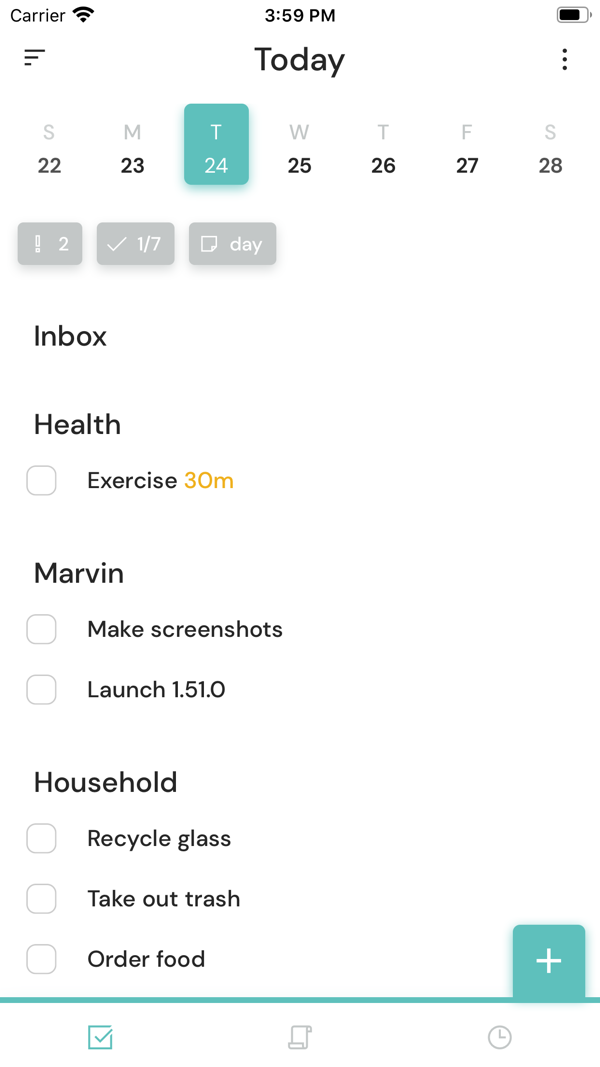 Carrier 3:59 PM
Today
S M T W T F S
22 23 24 25 26 27 28
2 1/7 day
Inbox
Health
Exercise 30m
Marvin
Make screenshots
Launch 1.51.0
Household
Recycle glass
Take out trash
Order food